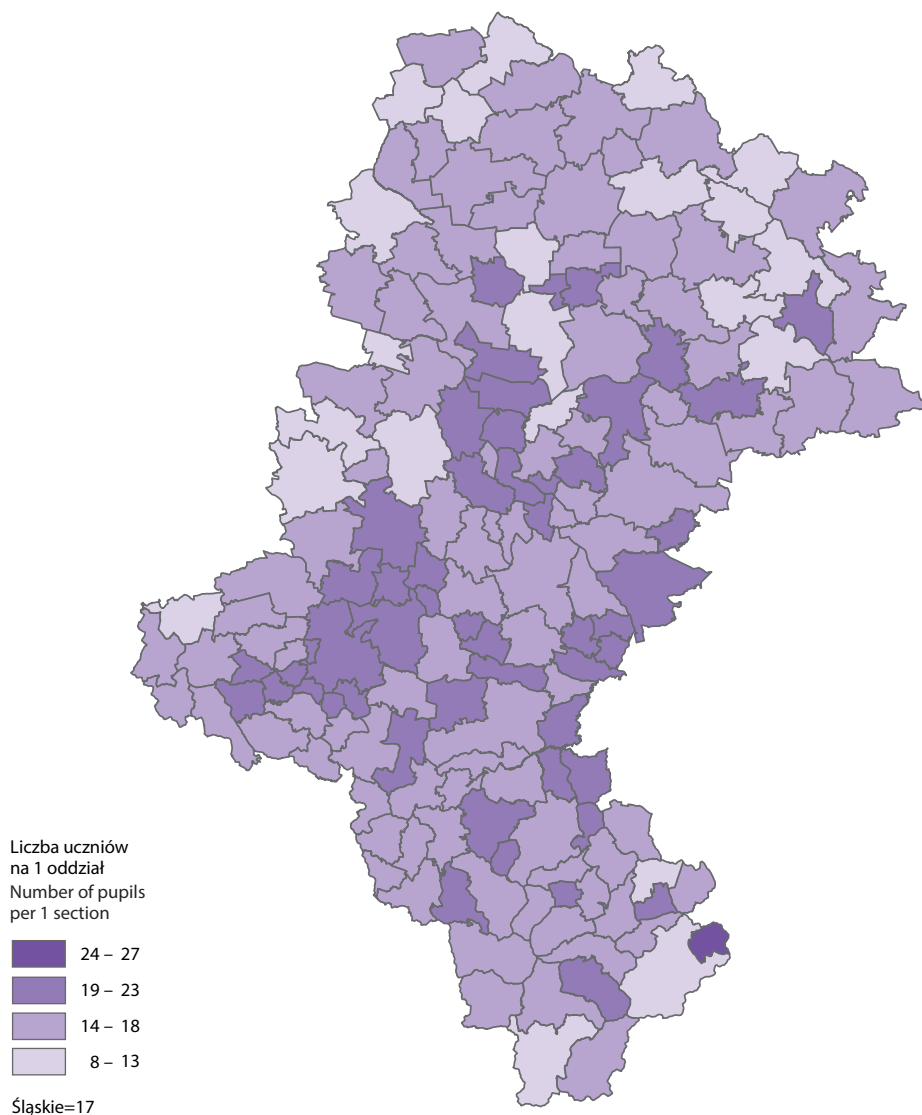 Liczba uczniów
na 1 oddział
Number of pupils
per 1 section
24 – 27
19 – 23
14 – 18
8 – 13
Śląskie=17